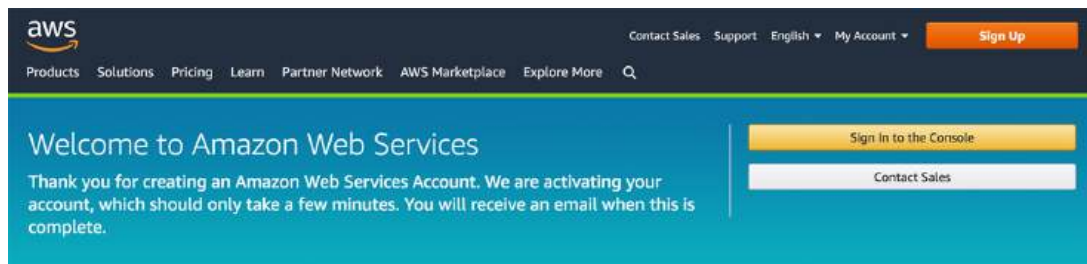 aws
Contact Sales Support English My Account Sign Up
Products Solutions Pricing Learn Partner Network AWS Marketplace Explore More
Welcome to Amazon Web Services
Thank you for creating an Amazon Web Services Account. We are activating your
account, which should only take a few minutes. You will receive an email when this is
complete.
Sign In to the Console
Contact Sales